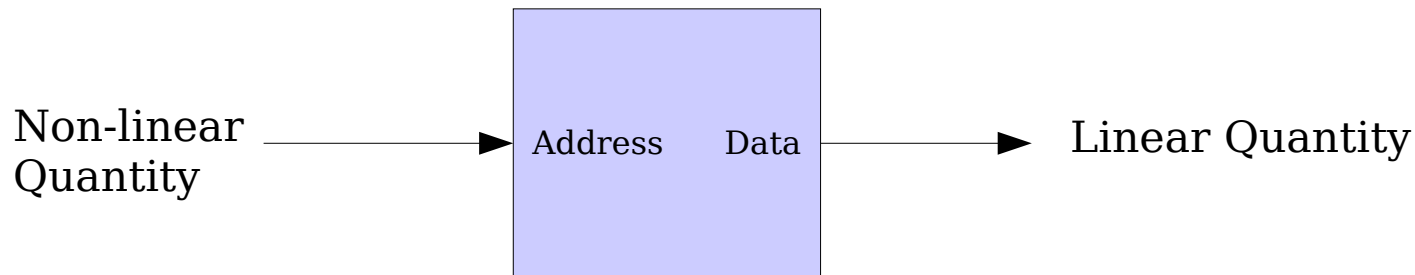 Non-linear
Quantity
Address Data
Linear Quantity